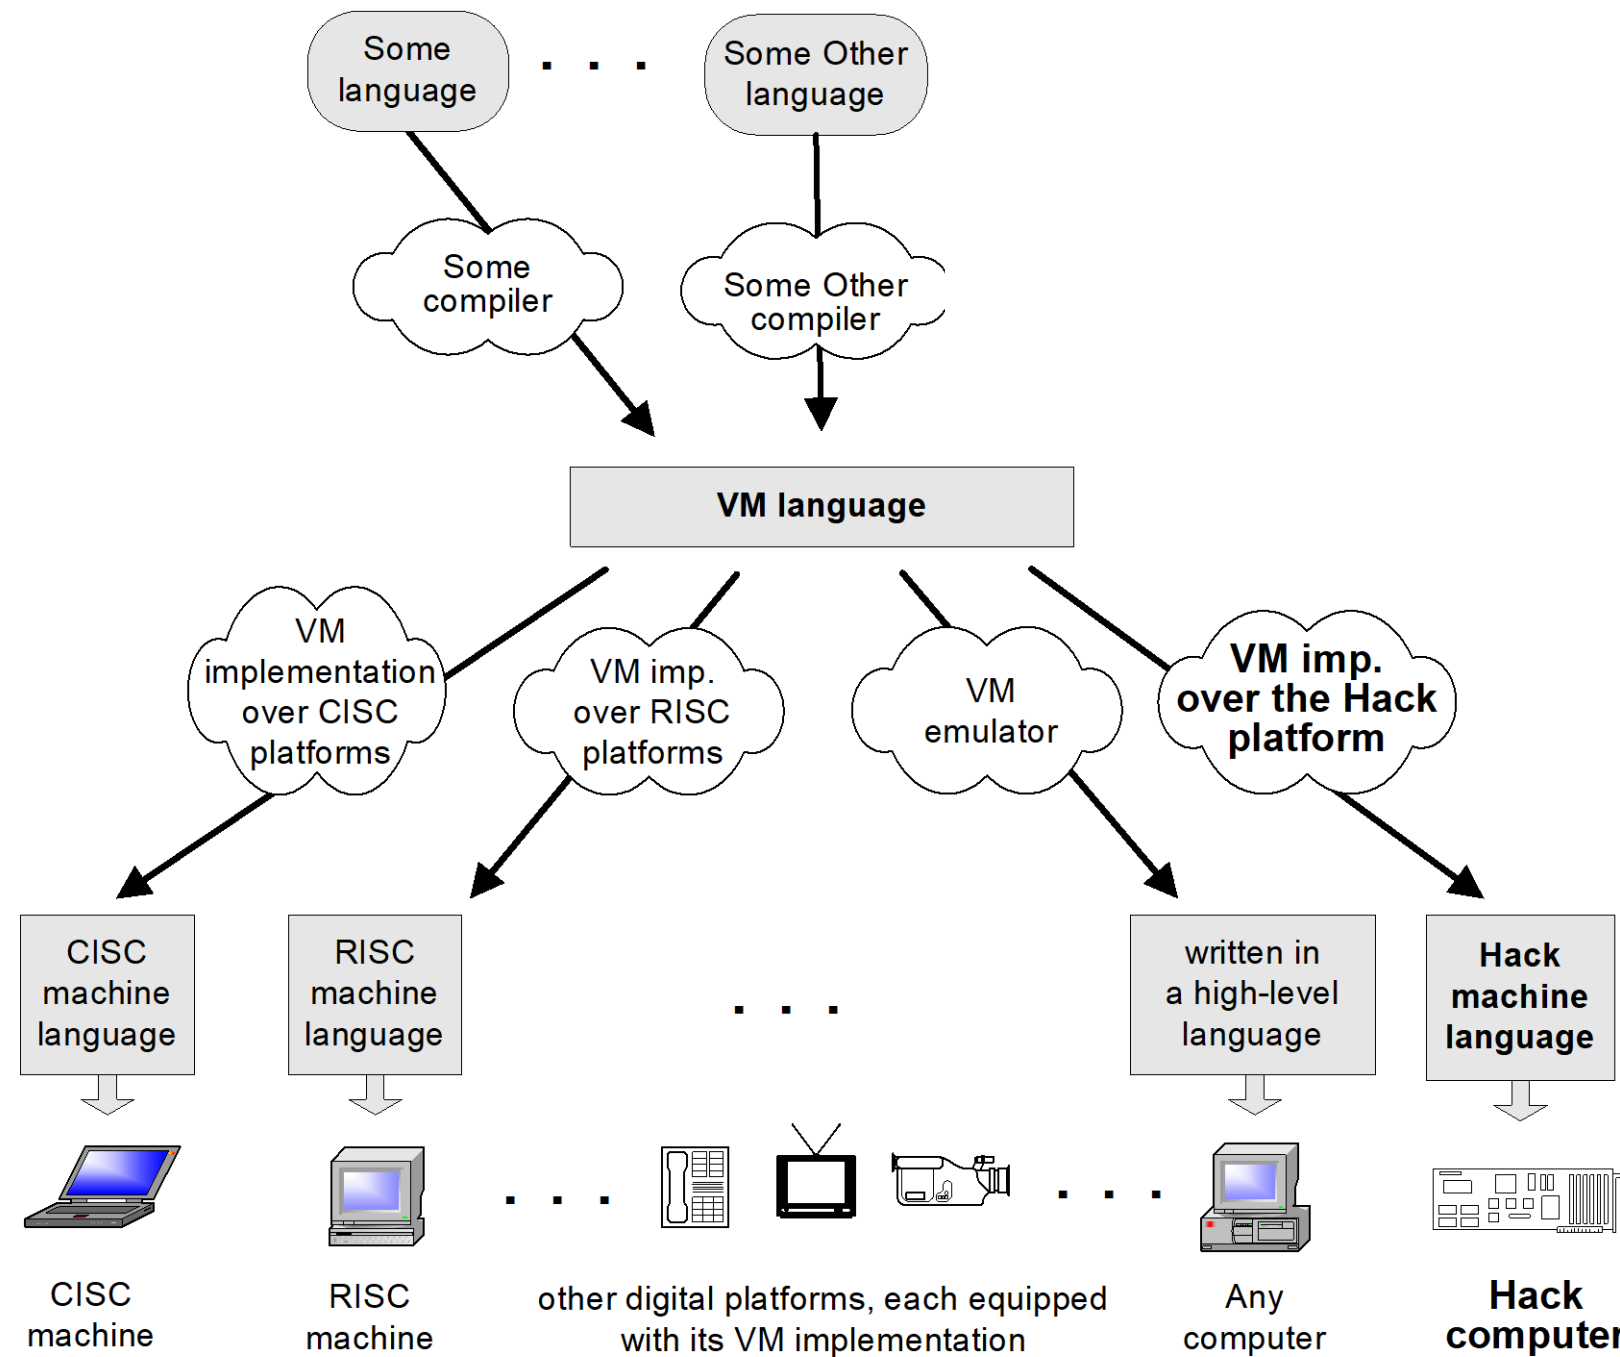 Some
language
Some Other
language
Some
compiler
Some Other
compiler
VM language
VM
implementation
over CISC
platforms
VM imp.
over RISC
platforms
VM
emulator
VM imp.
over the Hack
platform
CISC
machine
language
RISC
machine
language
written in
a high-level
language
Hack
machine
language
CISC
machine
RISC
machine
other digital platforms, each equipped
with its VM implementation
Any
computer
Hack
computer